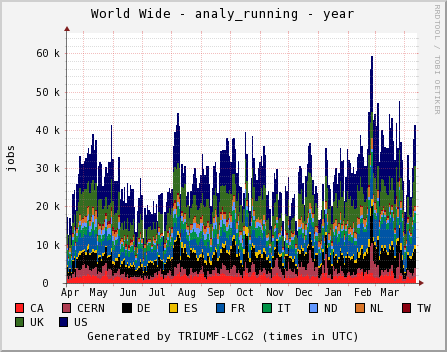 World Wide - analy_running - year
RRDTOOL / TOBI OETIKER
jobs
60 k
50 k
40 k
30 k
20 k
10 k
0
Apr May Jun Jul Aug Sep Oct Nov Dec Jan Feb Mar
CA CERN DE ES FR IT ND NL TW
UK US
Generated by TRIUMF-LCG2 (times in UTC)